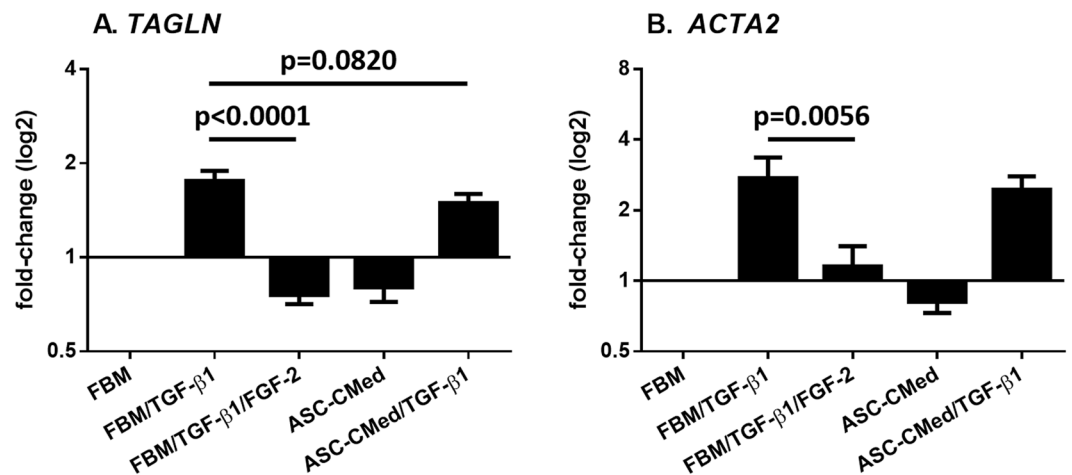 A. TAGLN
fold-change (log2)
4
2
1
0.5
p=0.0820
p<0.0001
FBM
FBM/TGF-β1
FBM/TGF-β1/FGF-2
ASC-CMed
ASC-CMed/TGF-β1
B. ACTA2
fold-change (log2)
8
4
2
1
0.5
p=0.0056
FBM
FBM/TGF-β1
FBM/TGF-β1/FGF-2
ASC-CMed
ASC-CMed/TGF-β1